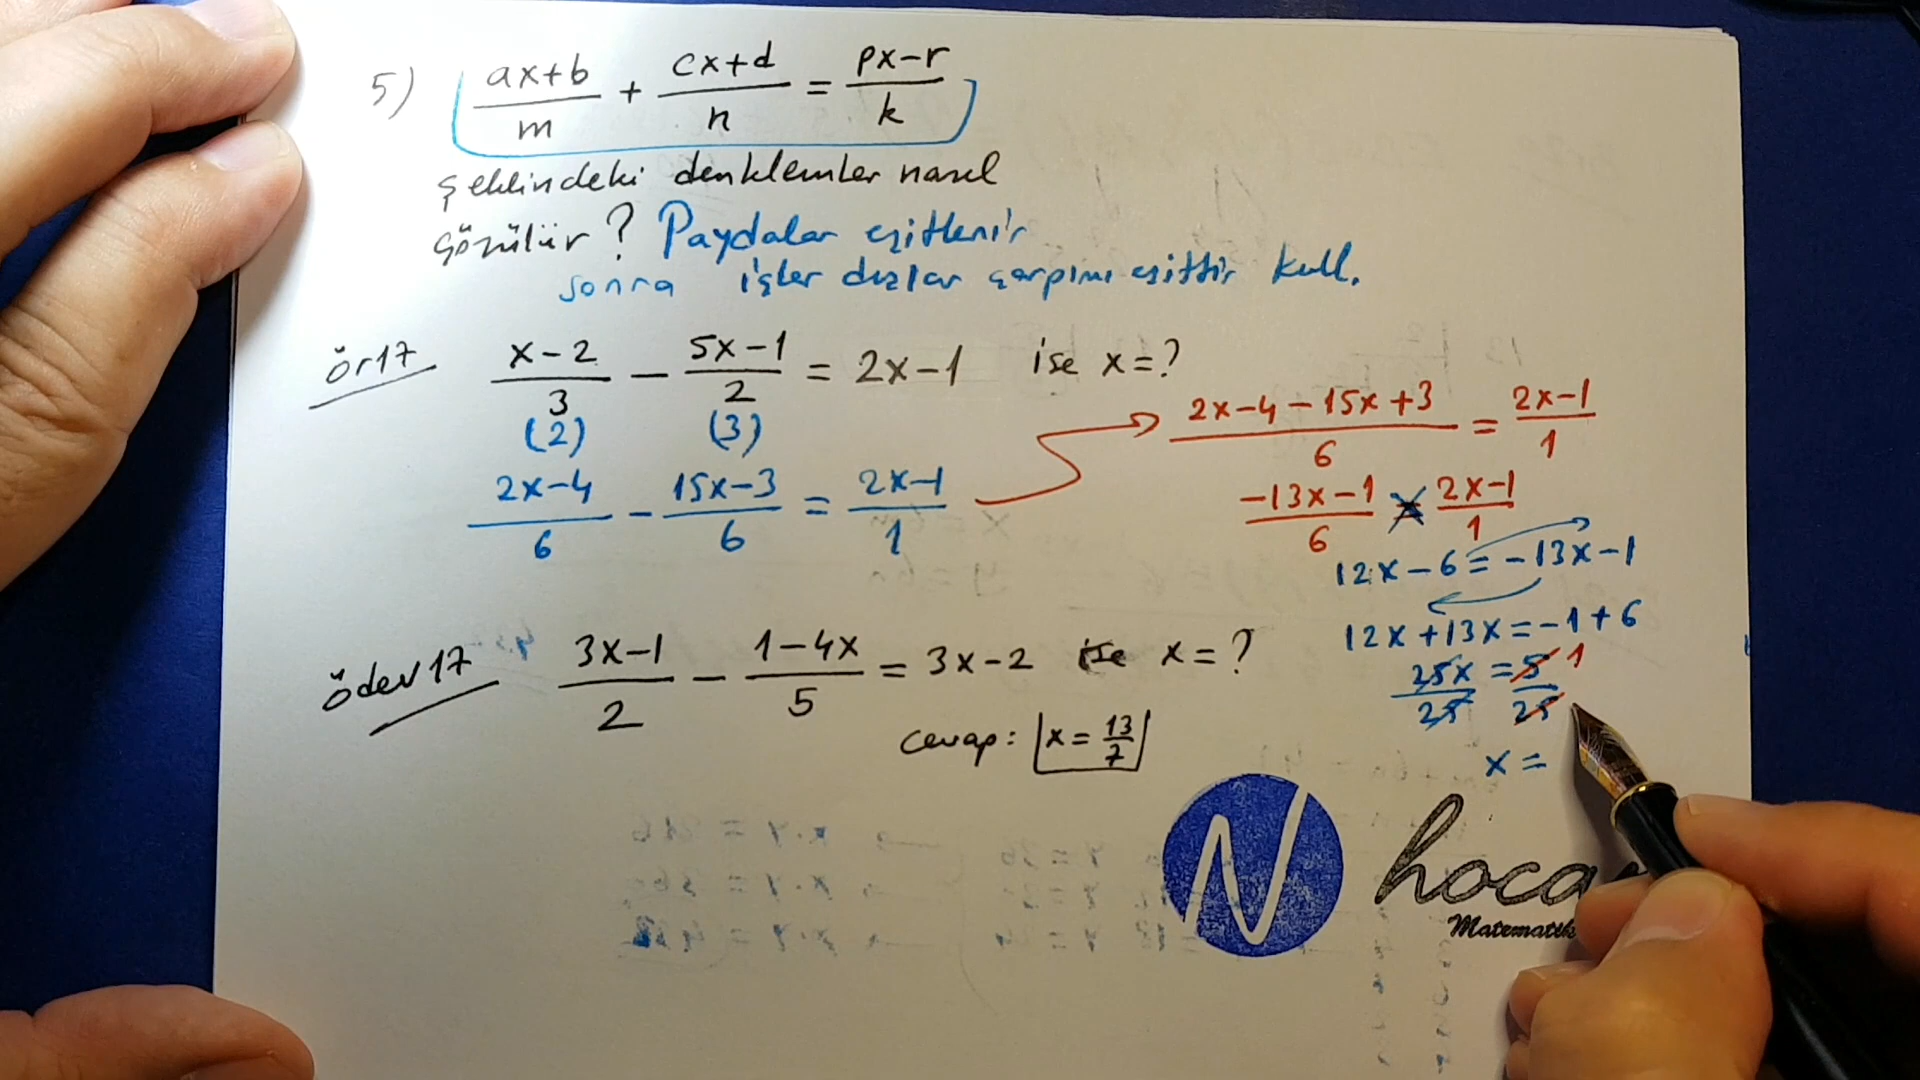 5) (ax+b)/m + (cx+d)/n = (px-r)/k
şeklindeki denklemler nasıl
çözülür? Paydalar eşitlenir
sonra içler dışlar çarpımı eşittir kull.
ör17 (x-2)/3 - (5x-1)/2 = 2x-1 ise x=?
(2) (3)
(2x-4)/6 - (15x-3)/6 = (2x-1)/1
(2x-4-15x+3)/6 = (2x-1)/1
(-13x-1)/6 = (2x-1)/1
12x-6=-13x-1
12x+13x=-1+6
25x/25 = 5/25 1
x =
ödev17 (3x-1)/2 - (1-4x)/5 = 3x-2 ise x=?
cevap: x = 13/7
N hoca
Matematik